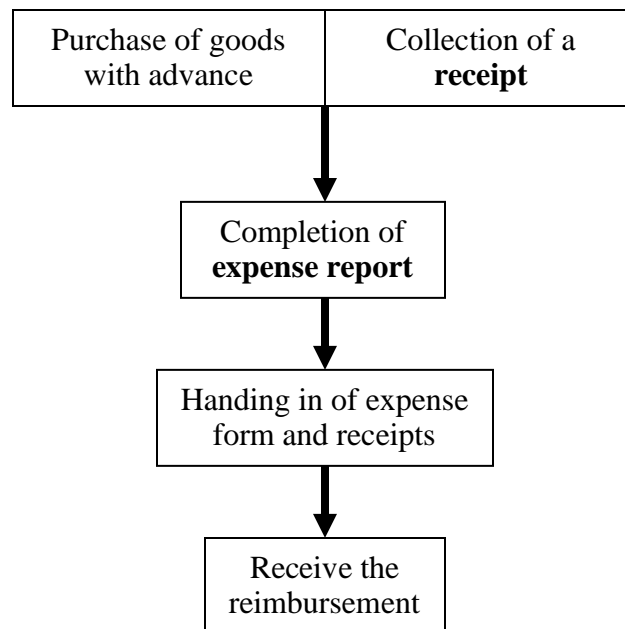 Purchase of goods
with advance
Collection of a
receipt
Completion of
expense report
Handing in of expense
form and receipts
Receive the
reimbursement